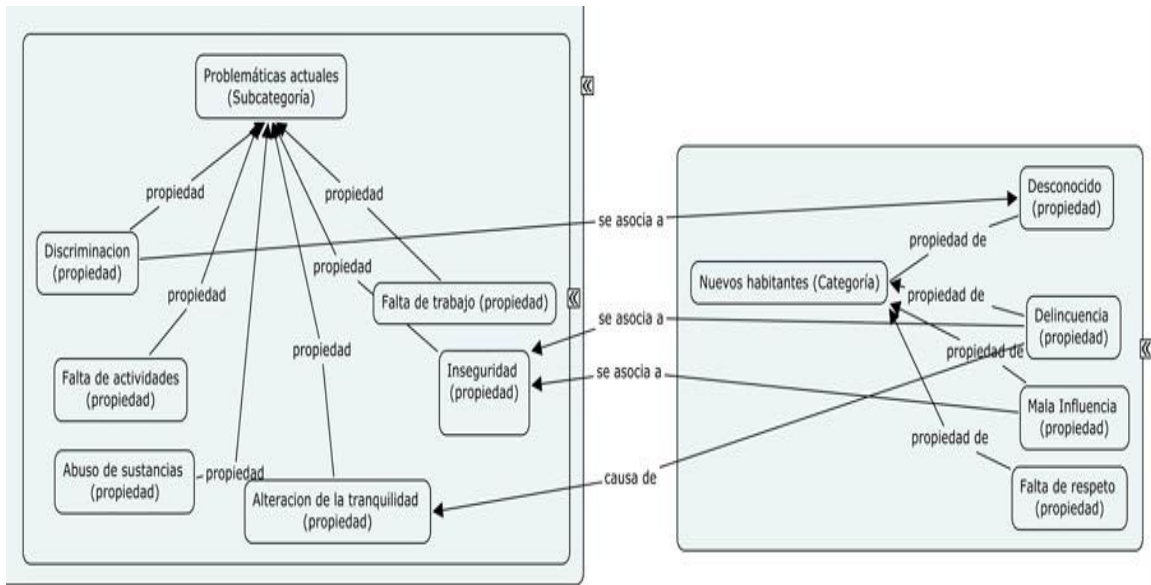 Problemáticas actuales
(Subcategoría)
propiedad
propiedad
Discriminacion
(propiedad)
propiedad
propiedad
Falta de trabajo (propiedad)
propiedad
Falta de actividades
(propiedad)
Inseguridad
(propiedad)
Abuso de sustancias
(propiedad)
propiedad
Alteracion de la tranquilidad
(propiedad)
se asocia a
se asocia a
se asocia a
causa de
Desconocido
(propiedad)
propiedad de
Nuevos habitantes (Categoría)
propiedad de
Delincuencia
(propiedad)
propiedad de
Mala Influencia
(propiedad)
propiedad de
Falta de respeto
(propiedad)